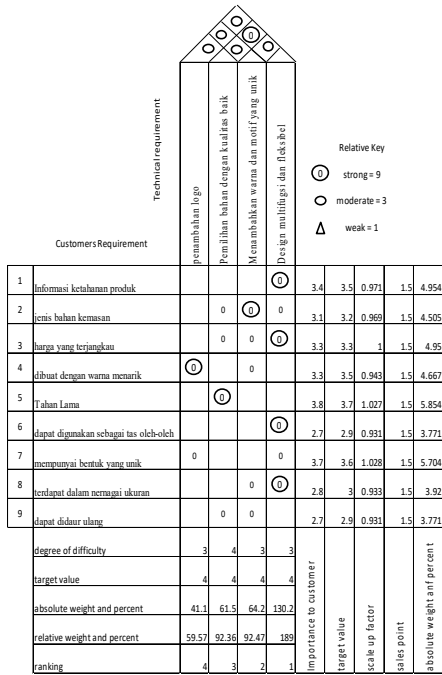 0
Technical requirement
penambahan logo
Pemilihan bahan dengan kualitas baik
Menambahkan warna dan motif yang unik
Design multifugsi dan fleksibel
Relative Key
0 strong = 9
moderate = 3
weak = 1
Customers Requirement
1 Informasi ketahanan produk 0 3.4 3.5 0.971 1.5 4.954
2 jenis bahan kemasan 0 0 0 3.1 3.2 0.969 1.5 4.505
3 harga yang terjangkau 0 0 0 3.3 3.3 1 1.5 4.95
4 dibuat dengan warna menarik 0 0 3.3 3.5 0.943 1.5 4.667
5 Tahan Lama 0 3.8 3.7 1.027 1.5 5.854
6 dapat digunakan sebagai tas oleh-oleh 0 2.7 2.9 0.931 1.5 3.771
7 mempunyai bentuk yang unik 0 0 3.7 3.6 1.028 1.5 5.704
8 terdapat dalam nernagai ukuran 0 0 2.8 3 0.933 1.5 3.92
9 dapat didaur ulang 0 0 2.7 2.9 0.931 1.5 3.771
degree of difficulty 3 4 3 3
target value 4 4 4 4
absolute weight and percent 41.1 61.5 64.2 130.2
relative weight and percent 59.57 92.36 92.47 189
ranking 4 3 2 1
Importance to customer
target value
scale up factor
sales point
absolute weight anf percent